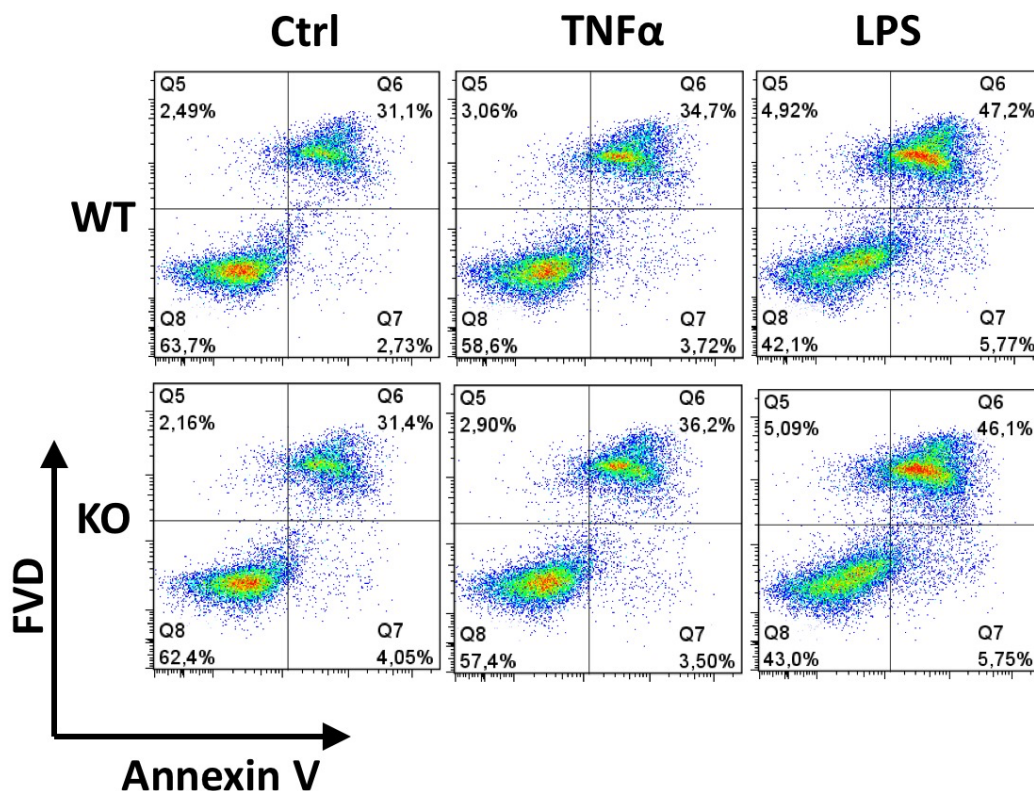 Ctrl TNFα LPS
Q5 Q6 Q5 Q6 Q5 Q6
2,49% 31,1% 3,06% 34,7% 4,92% 47,2%
WT
Q8 Q7 Q8 Q7 Q8 Q7
63,7% 2,73% 58,6% 3,72% 42,1% 5,77%
Q5 Q6 Q5 Q6 Q5 Q6
2,16% 31,4% 2,90% 36,2% 5,09% 46,1%
KO
FVD
Q8 Q7 Q8 Q7 Q8 Q7
62,4% 4,05% 57,4% 3,50% 43,0% 5,75%
Annexin V